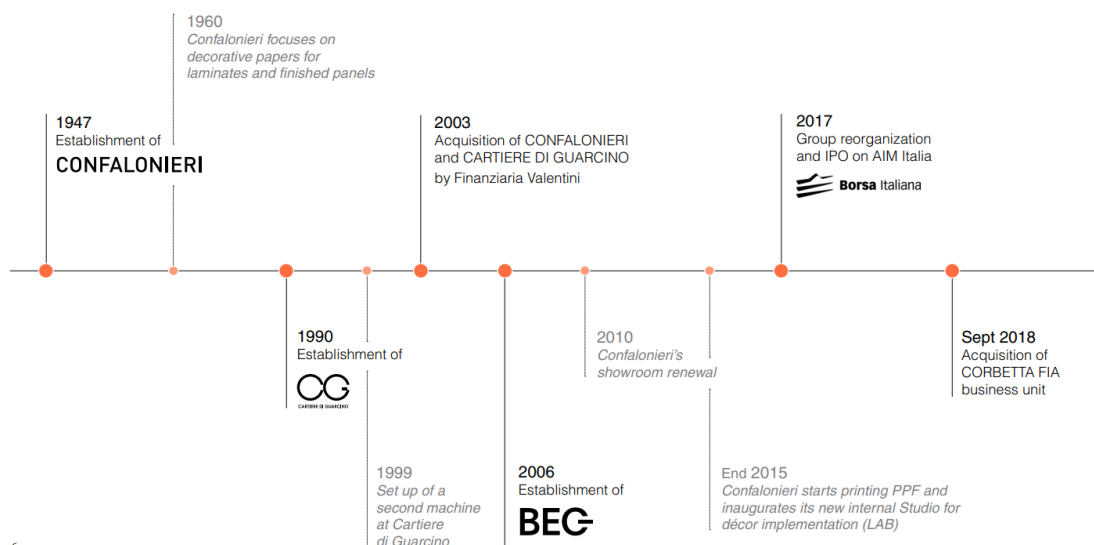 1960
Confalonieri focuses on
decorative papers for
laminates and finished panels
1947
Establishment of
CONFALONIERI
2003
Acquisition of CONFALONIERI
and CARTIERE DI GUARCINO
by Finanziaria Valentini
2017
Group reorganization
and IPO on AIM Italia
Borsa Italiana
1990
Establishment of
CG
CARTIERE DI GUARCINO
1999
Set up of a
second machine
at Cartiere
di Guarcino
2006
Establishment of
BEG
2010
Confalonieri's
showroom renewal
End 2015
Confalonieri starts printing PPF and
inaugurates its new internal Studio for
décor implementation (LAB)
Sept 2018
Acquisition of
CORBETTA FIA
business unit